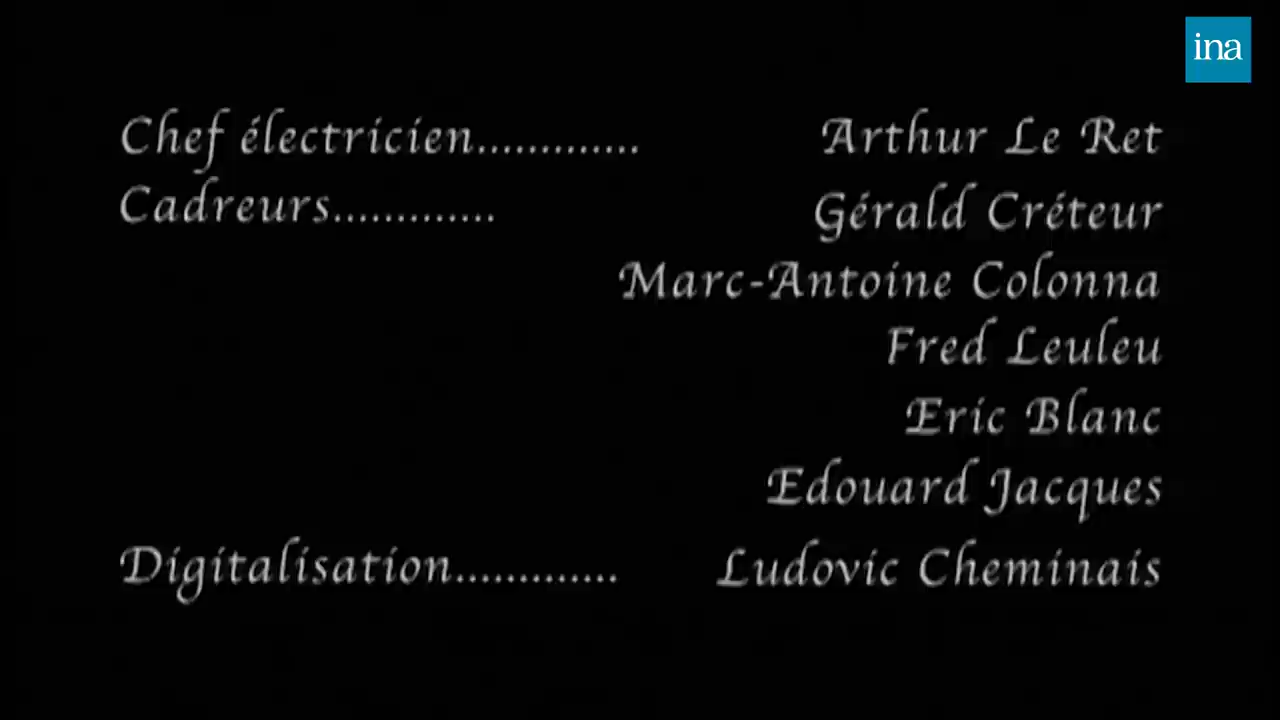 ina
Chef électricien............. Arthur Le Ret
Cadreurs............. Gérald Créteur
Marc-Antoine Colonna
Fred Leuleu
Eric Blanc
Edouard Jacques
Digitalisation............. Ludovic Cheminais